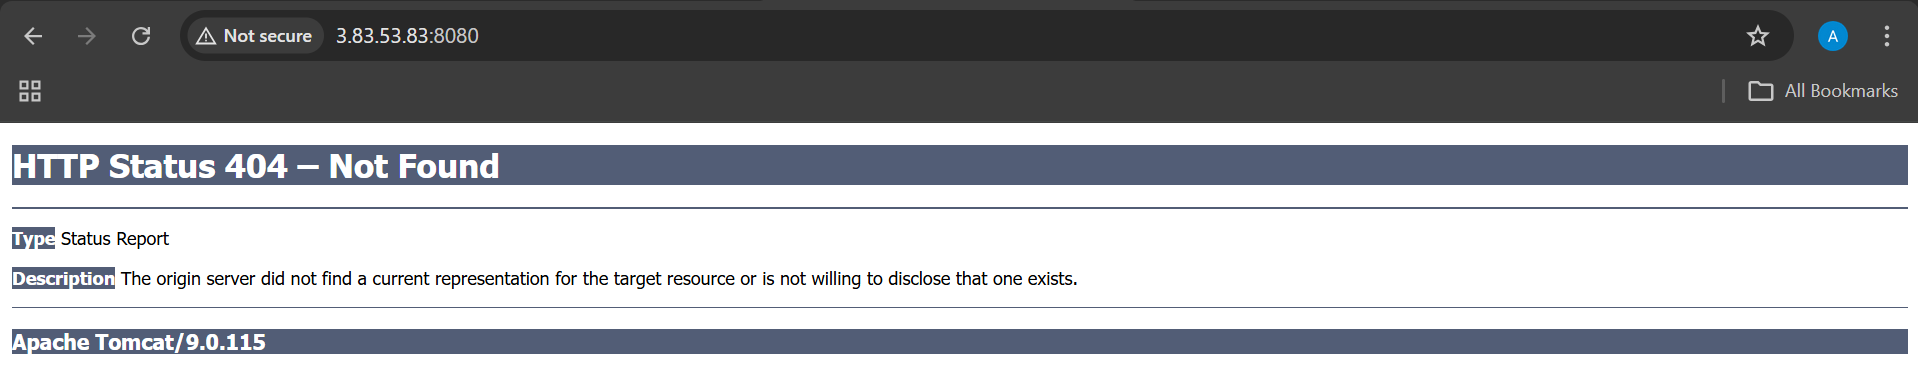 Not secure 3.83.53.83:8080
A
All Bookmarks
HTTP Status 404 – Not Found
Type Status Report
Description The origin server did not find a current representation for the target resource or is not willing to disclose that one exists.
Apache Tomcat/9.0.115